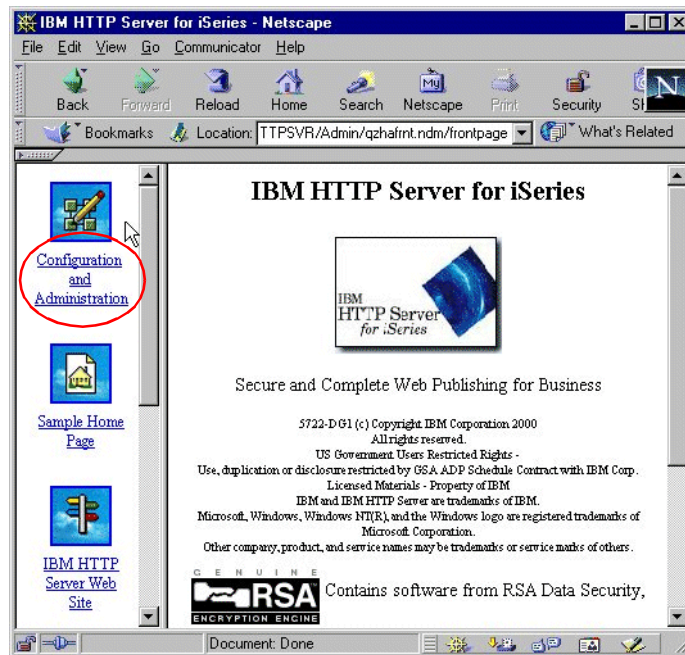 IBM HTTP Server for iSeries - Netscape
File Edit View Go Communicator Help
Back Forward Reload Home Search Netscape Print Security
Bookmarks Location: TTPSVR/Admin/qzhafrnt.ndm/frontpage What's Related
Configuration
and
Administration
Sample Home
Page
IBM HTTP
Server Web
Site
IBM HTTP Server for iSeries
IBM
HTTP Server
for iSeries
Secure and Complete Web Publishing for Business
5722-DG1 (c) Copyright IBM Corporation 2000
All rights reserved.
US Government Users Restricted Rights -
Use, duplication or disclosure restricted by GSA ADP Schedule Contract with IBM Corp.
Licensed Materials - Property of IBM
IBM and IBM HTTP Server are trademarks of IBM.
Microsoft, Windows, Windows NT(R), and the Windows logo are registered trademarks of
Microsoft Corporation.
Other company, product, and service names may be trademarks or service marks of others.
GENUINE
RSA
ENCRYPTION ENGINE
Contains software from RSA Data Security,
Document: Done